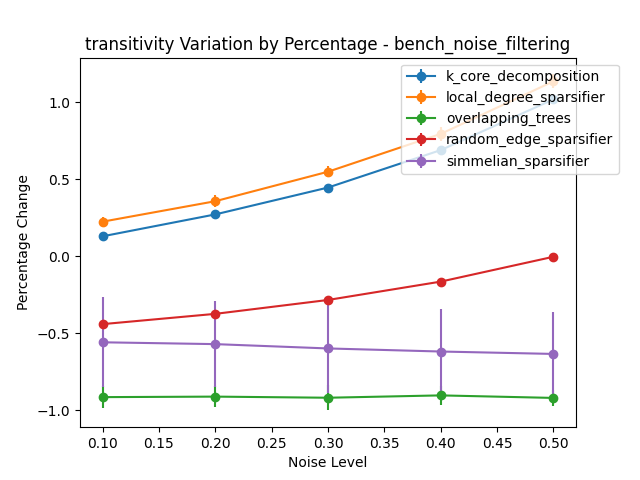 transitivity Variation by Percentage - bench_noise_filtering
k_core_decomposition
local_degree_sparsifier
overlapping_trees
random_edge_sparsifier
simmelian_sparsifier
Percentage Change
1.0
0.5
0.0
−0.5
−1.0
0.10 0.15 0.20 0.25 0.30 0.35 0.40 0.45 0.50
Noise Level